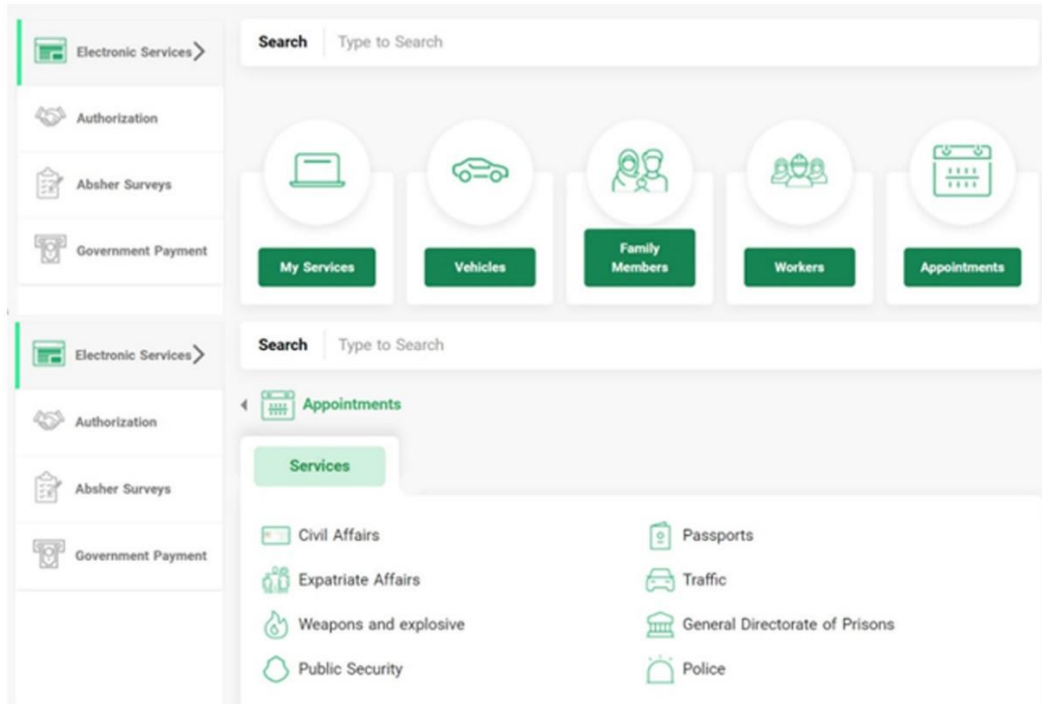 Electronic Services
Search Type to Search
Authorization
Absher Surveys
Government Payment
My Services
Vehicles
Family
Members
Workers
Appointments
Electronic Services
Search Type to Search
Authorization
Absher Surveys
Government Payment
Appointments
Services
Civil Affairs
Passports
Expatriate Affairs
Traffic
Weapons and explosive
General Directorate of Prisons
Public Security
Police